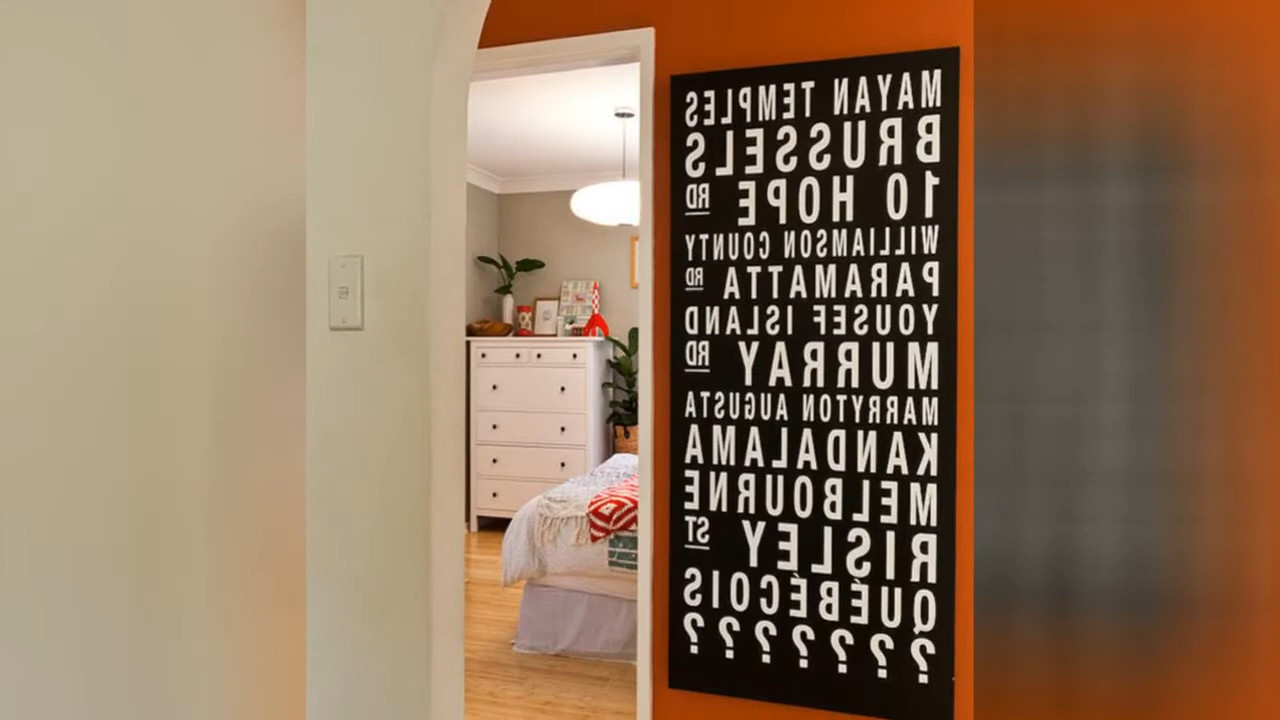 MAYAN TEMPLES
BRUSSELS
10 HOPE RD
WILLIAMSON COUNTY
PARAMATTA RD
YOUSEF ISLAND
MURRAY RD
MARRYTON AUGUSTA
KANDALAMA
MELBOURNE
RISLEY ST
QUÉBÉCOIS
???????